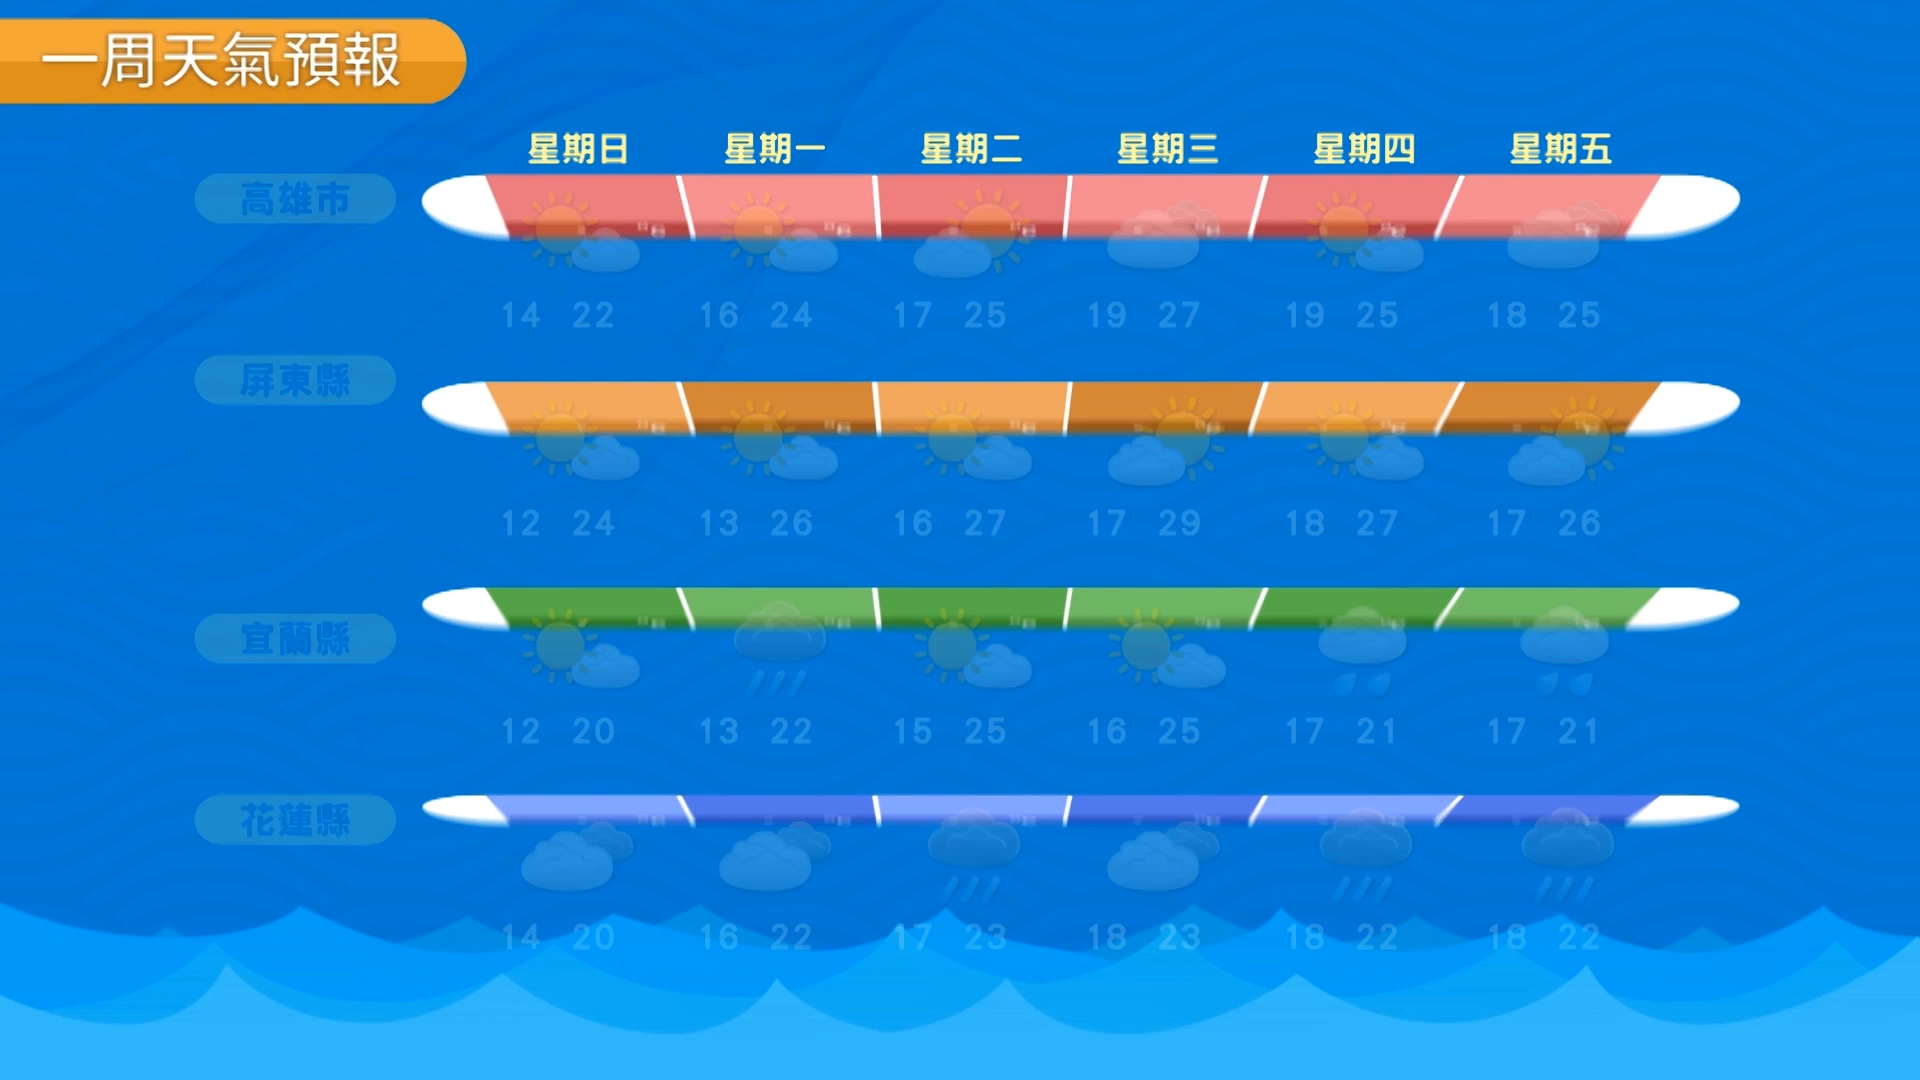 一周天氣預報
星期日 星期一 星期二 星期三 星期四 星期五
高雄市
14 22 16 24 17 25 19 27 19 25 18 25
屏東縣
12 24 13 26 16 27 17 29 18 27 17 26
宜蘭縣
12 20 13 22 15 25 16 25 17 21 17 21
花蓮縣
14 20 16 22 17 23 18 23 18 22 18 22